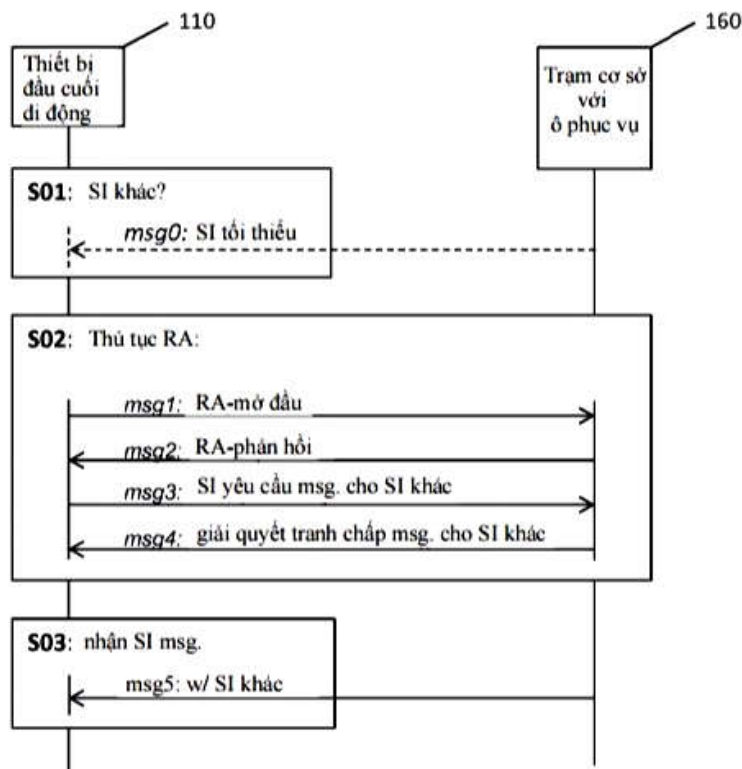 110
160
Thiết bị
đầu cuối
di động
Trạm cơ sở
với
ô phục vụ
S01: SI khác?
msg0: SI tối thiểu
S02: Thủ tục RA:
msg1: RA-mở đầu
msg2: RA-phản hồi
msg3: SI yêu cầu msg. cho SI khác
msg4: giải quyết tranh chấp msg. cho SI khác
S03: nhận SI msg.
msg5: w/ SI khác